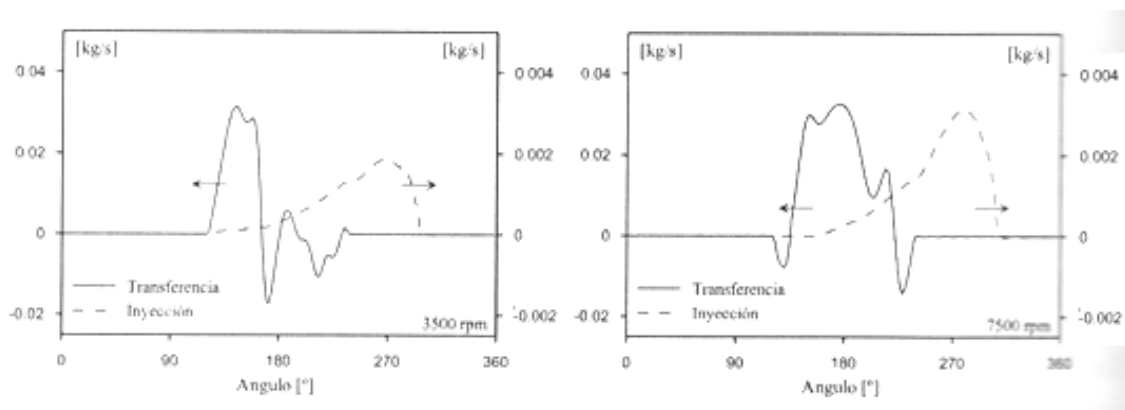 [kg/s] [kg/s]
0.04 0.004
0.02 0.002
0 0
-0.02 -0.002
Transferencia
Inyección
3500 rpm
0 90 180 270 360
Angulo [°]
[kg/s] [kg/s]
0.04 0.004
0.02 0.002
0 0
-0.02 -0.002
Transferencia
Inyección
7500 rpm
0 90 180 270 360
Angulo [°]